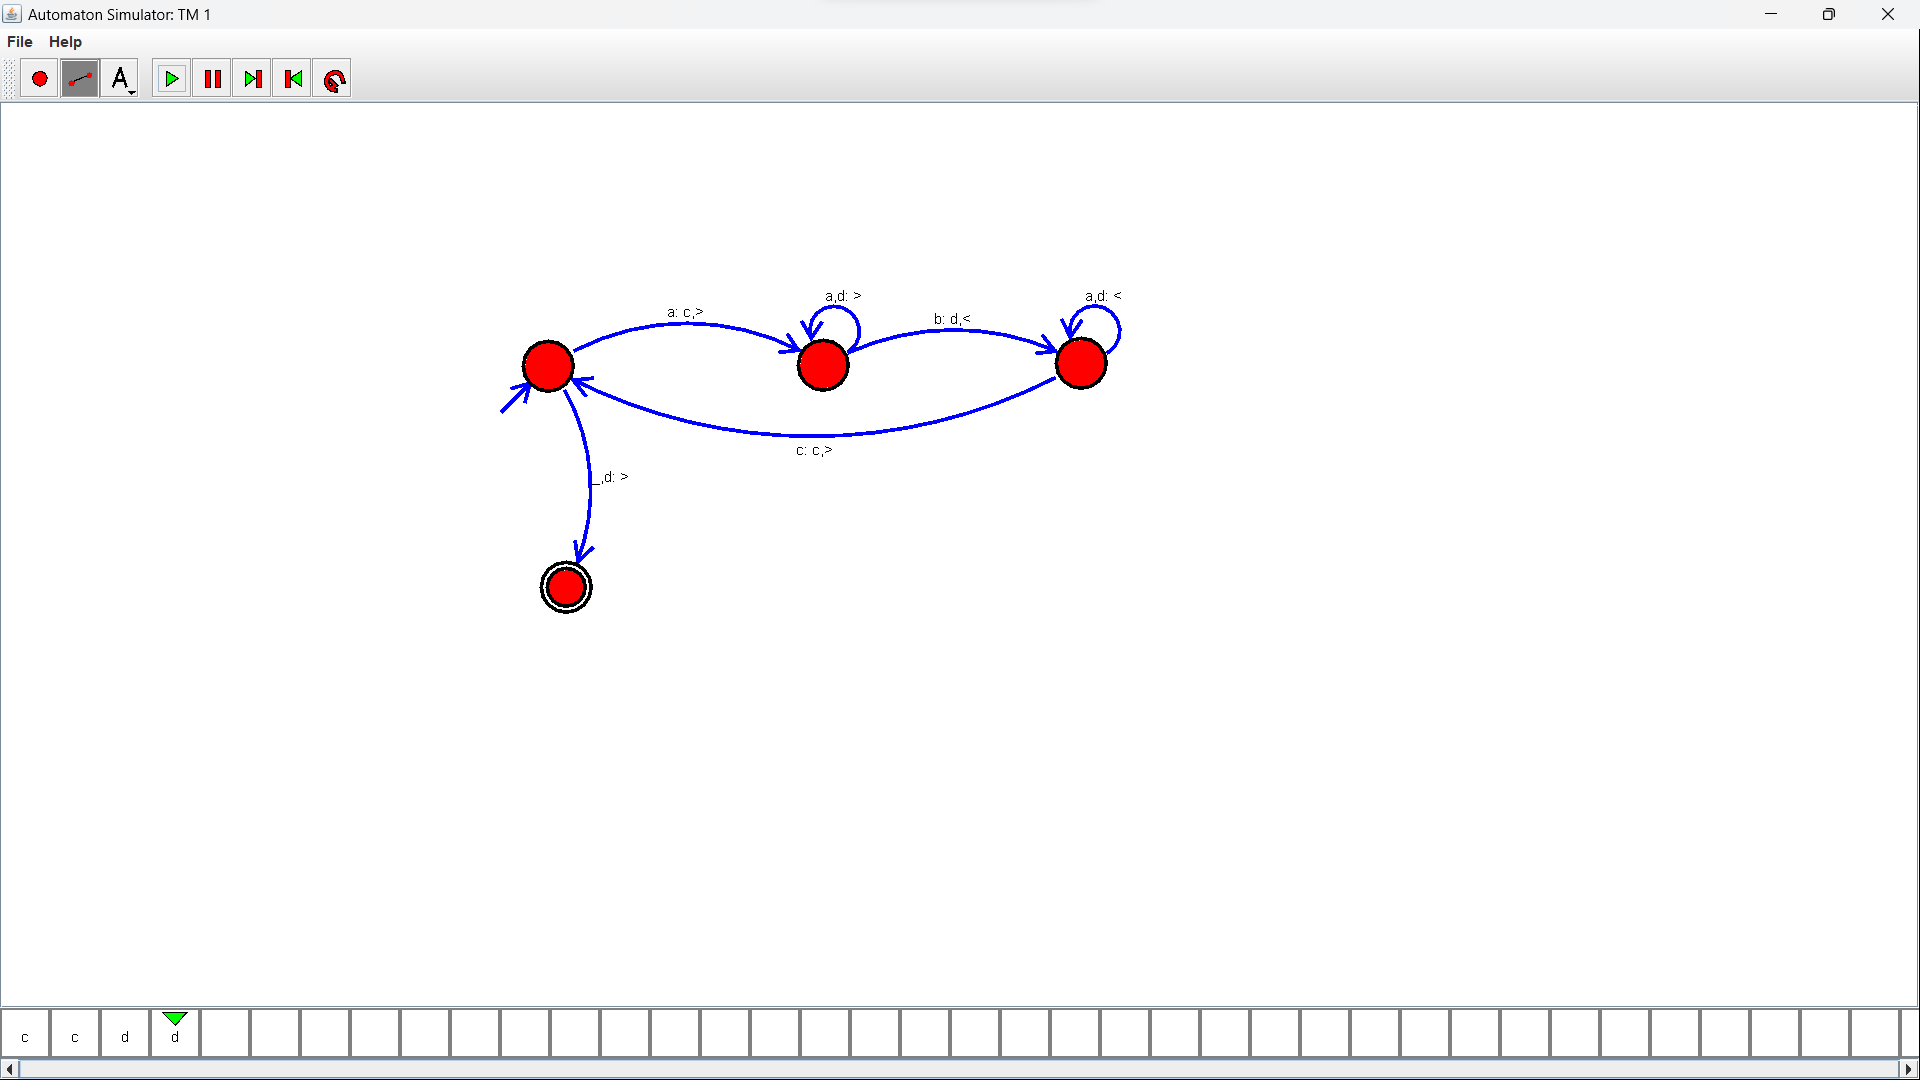 Automaton Simulator: TM 1
File Help
A
a,d: > a,d: <
a: c,> b: d,<
c: c,>
_,d: >
c c d d